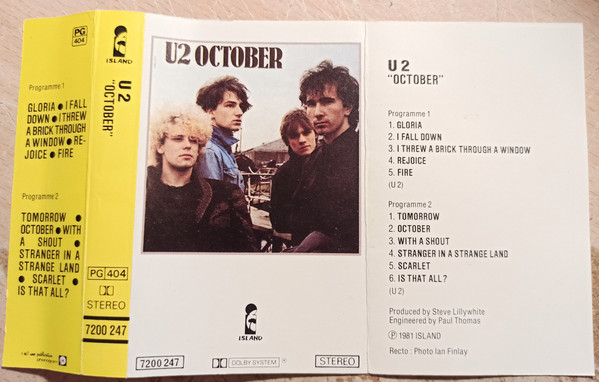 PG
404
Programme 1
GLORIA ● I FALL
DOWN ● I THREW
A BRICK THROUGH
A WINDOW ● RE-
JOICE ● FIRE
Programme 2
TOMORROW ●
OCTOBER ● WITH
A SHOUT ●
STRANGER IN A
STRANGE LAND
● SCARLET ●
IS THAT ALL?
ISLAND
U2
"OCTOBER"
PG 404
STEREO
7200 247
U2 OCTOBER
ISLAND
7200 247
DOLBY SYSTEM ®
STEREO
U2
"OCTOBER"
Programme 1
1. GLORIA
2. I FALL DOWN
3. I THREW A BRICK THROUGH A WINDOW
4. REJOICE
5. FIRE
(U2)
Programme 2
1. TOMORROW
2. OCTOBER
3. WITH A SHOUT
4. STRANGER IN A STRANGE LAND
5. SCARLET
6. IS THAT ALL?
(U2)
Produced by Steve Lillywhite
Engineered by Paul Thomas
℗ 1981 ISLAND
Recto : Photo Ian Finlay